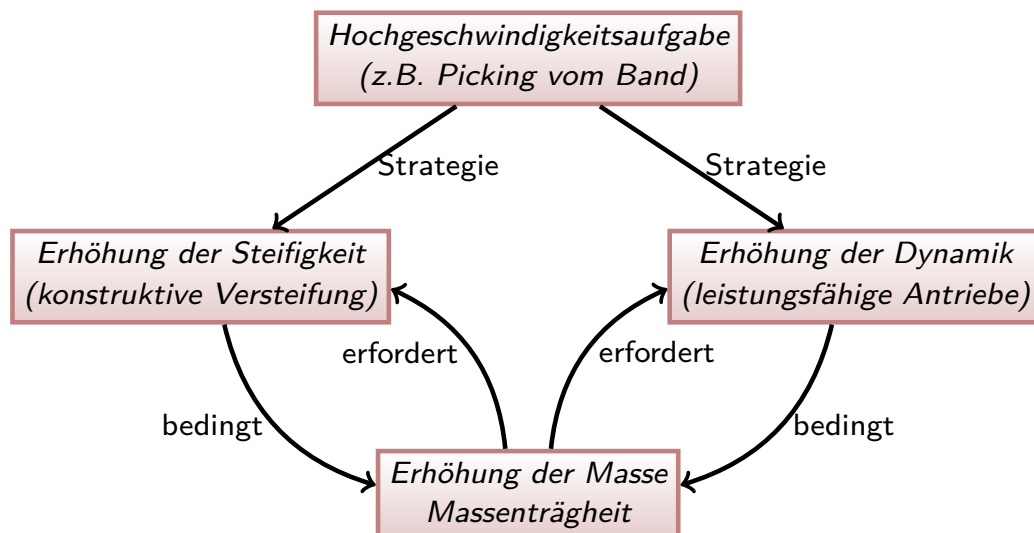 Hochgeschwindigkeitsaufgabe
(z.B. Picking vom Band)
Strategie
Strategie
Erhöhung der Steifigkeit
(konstruktive Versteifung)
Erhöhung der Dynamik
(leistungsfähige Antriebe)
erfordert
erfordert
bedingt
bedingt
Erhöhung der Masse
Massenträgheit